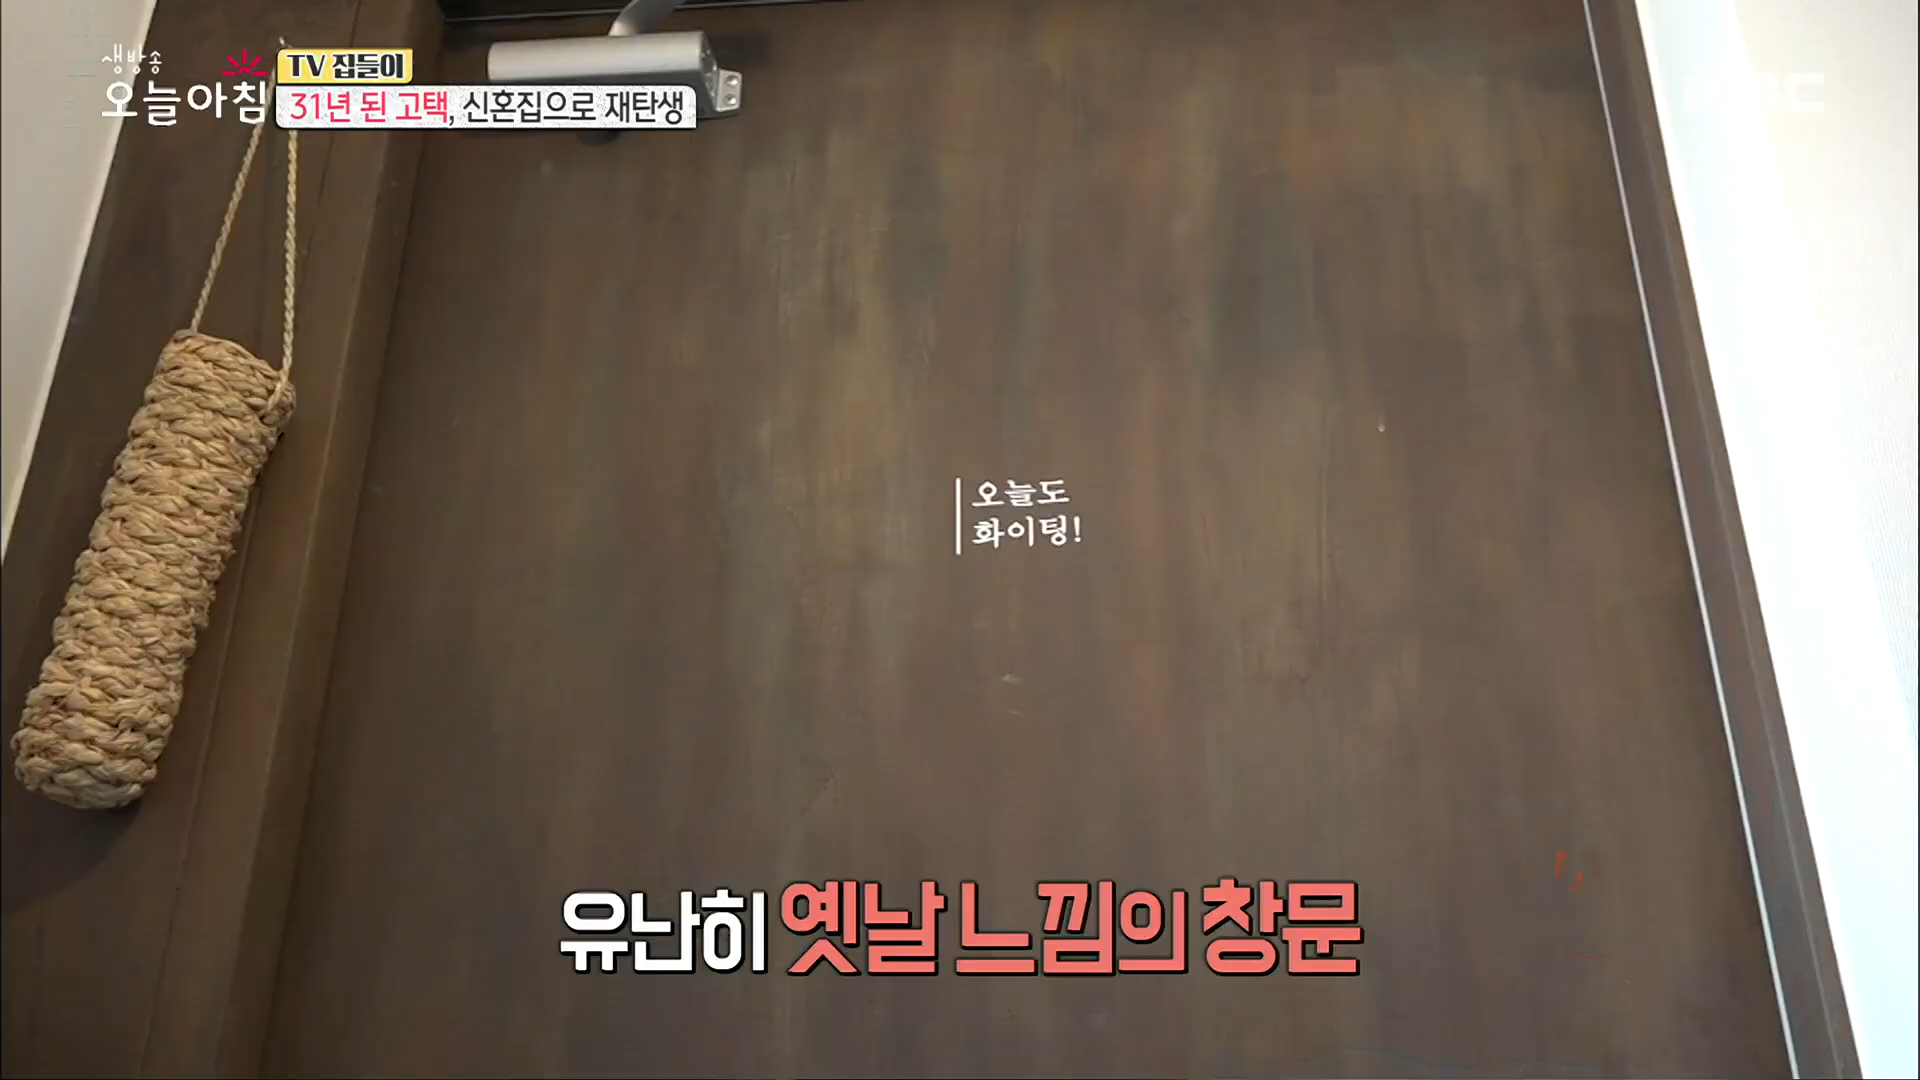 생방송
오늘아침
TV 집들이
31년 된 고택, 신혼집으로 재탄생
오늘도
화이팅!
유난히 옛날 느낌의 창문